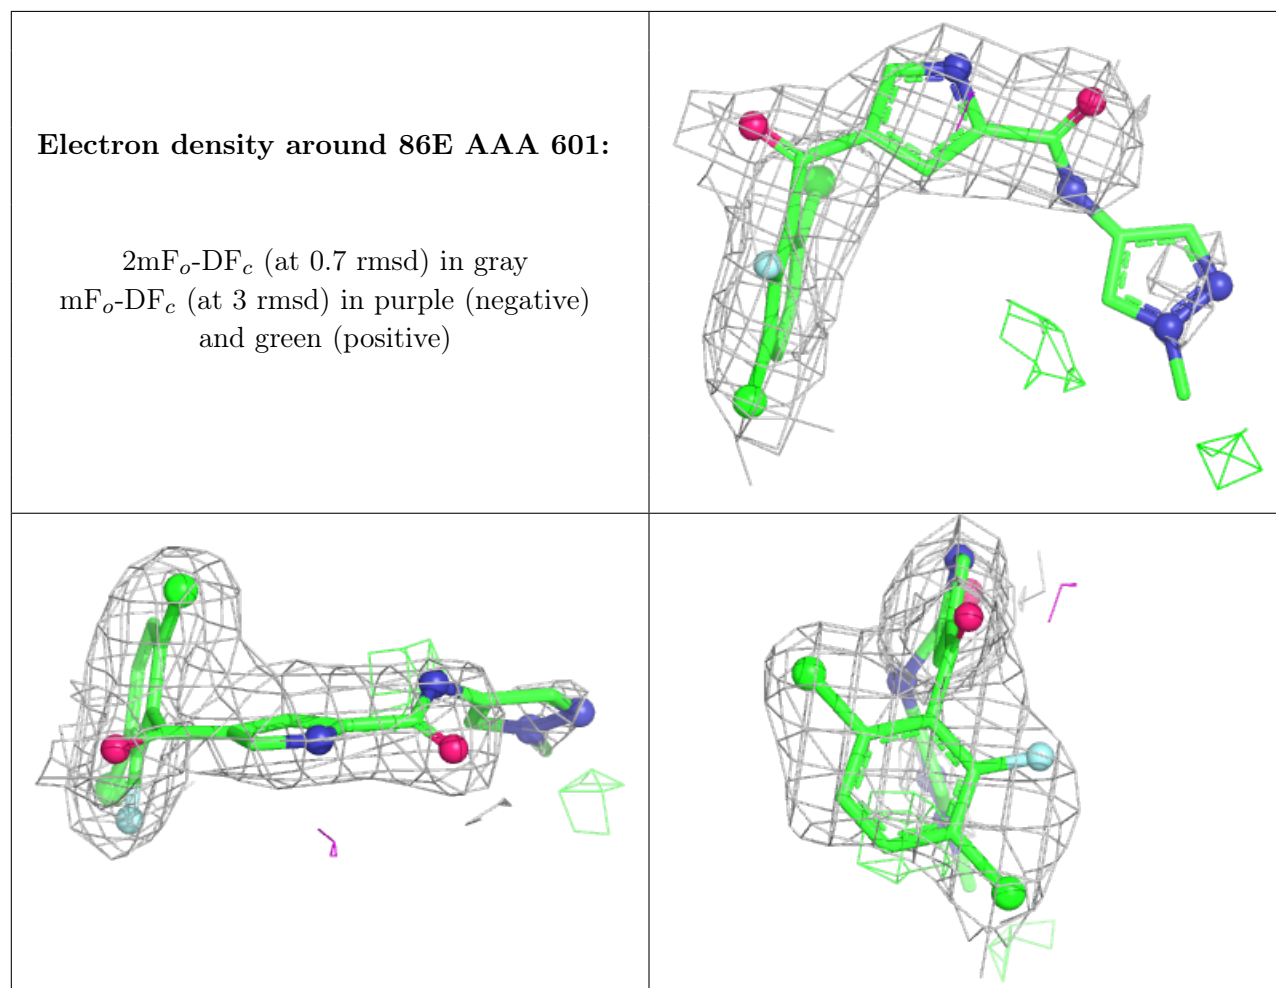 Electron density around 86E AAA 601:
2mFₒ-DF𝒸 (at 0.7 rmsd) in gray
mFₒ-DF𝒸 (at 3 rmsd) in purple (negative)
and green (positive)